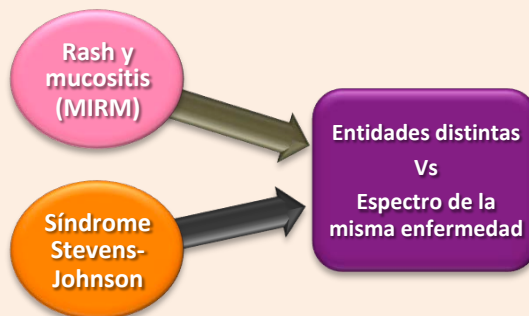 Rash y
mucositis
(MIRM)
Síndrome
Stevens-
Johnson
Entidades distintas
Vs
Espectro de la
misma enfermedad